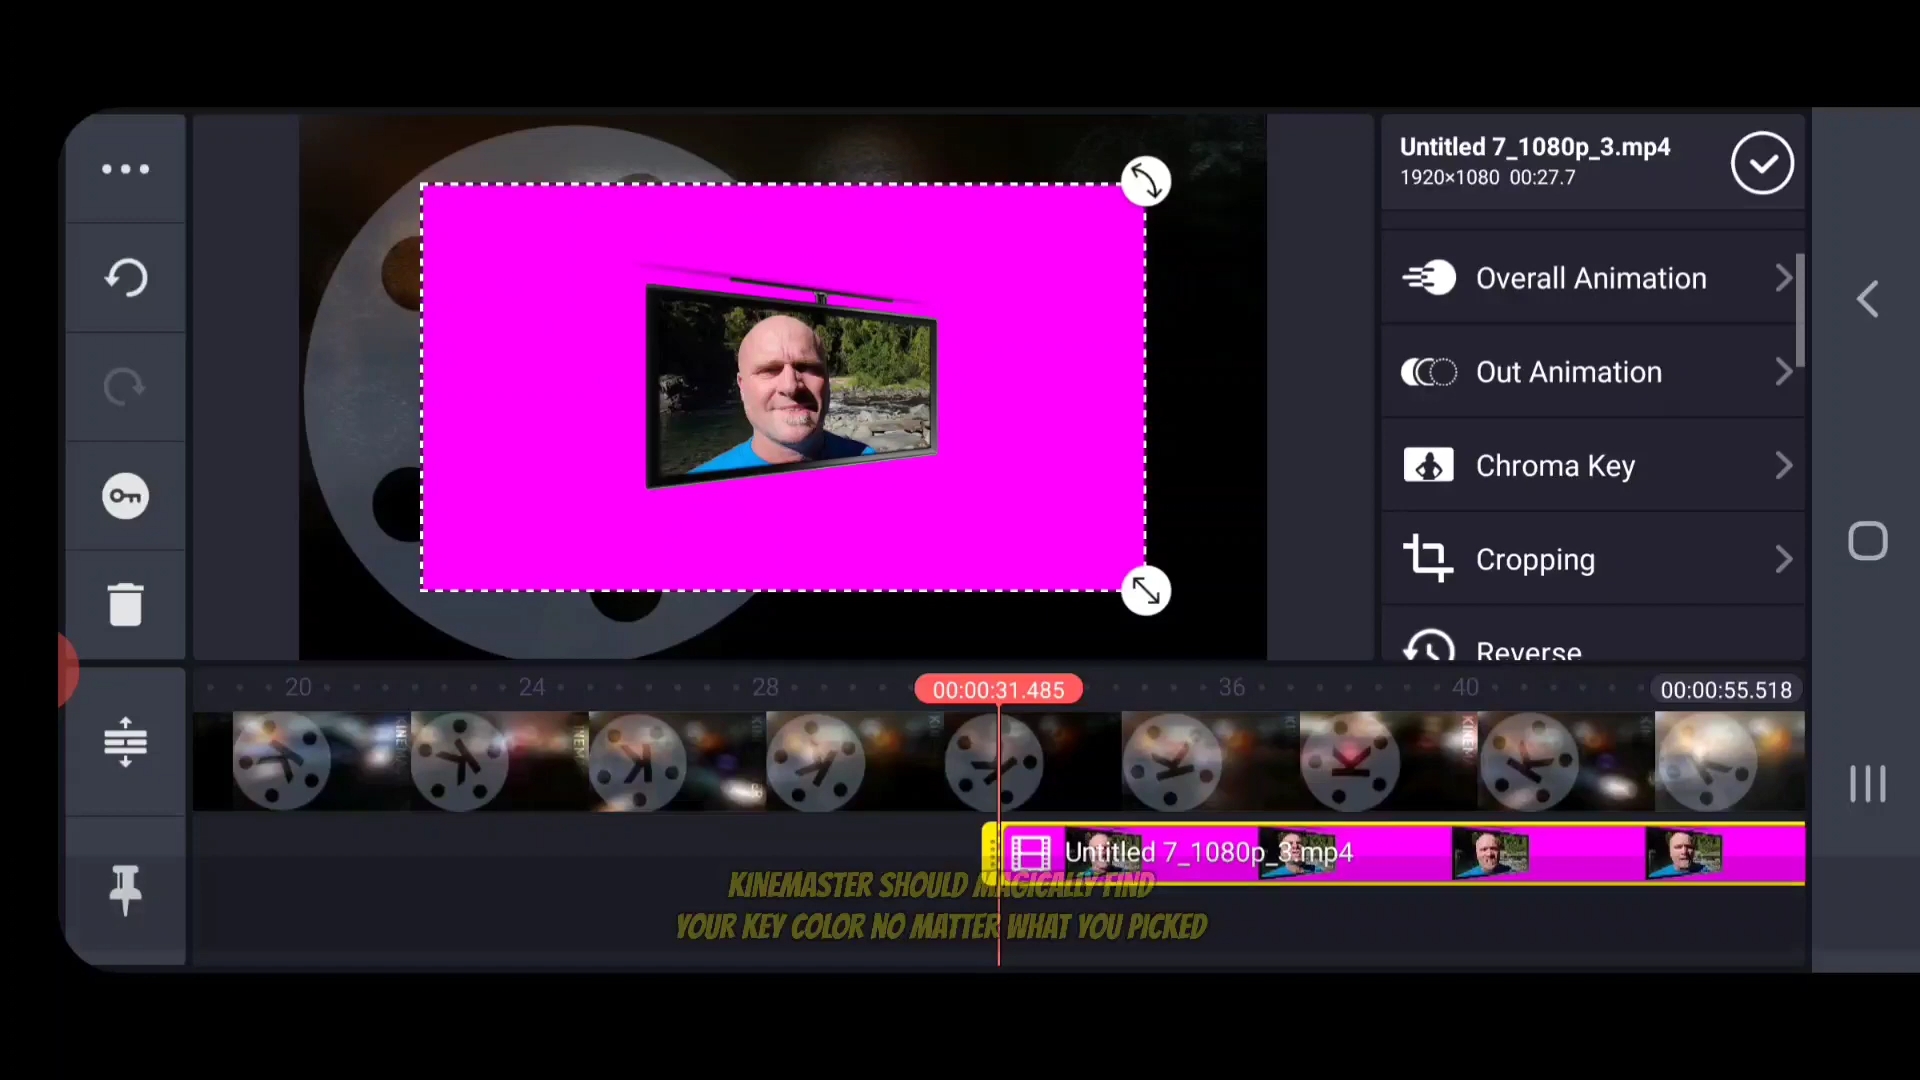 Untitled 7_1080p_3.mp4
1920×1080 00:27.7
Overall Animation
Out Animation
Chroma Key
Cropping
Reverse
20
24
28
00:00:31.485
36
40
00:00:55.518
K
K
K
K
K
K
K
K
Untitled 7_1080p_3.mp4
KINEMASTER SHOULD MAGICALLY FIND
YOUR KEY COLOR NO MATTER WHAT YOU PICKED